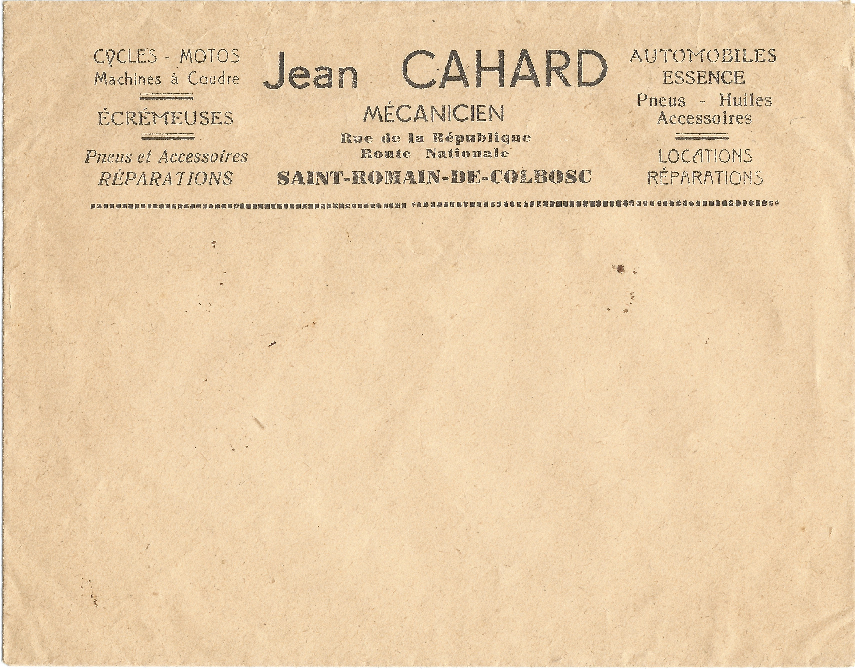 CYCLES - MOTOS
Machines à Coudre
ÉCRÉMEUSES
Pneus et Accessoires
RÉPARATIONS
Jean CAHARD
MÉCANICIEN
Rue de la République
Route Nationale
SAINT-ROMAIN-DE-COLBOSC
AUTOMOBILES
ESSENCE
Pneus - Huiles
Accessoires
LOCATIONS
RÉPARATIONS